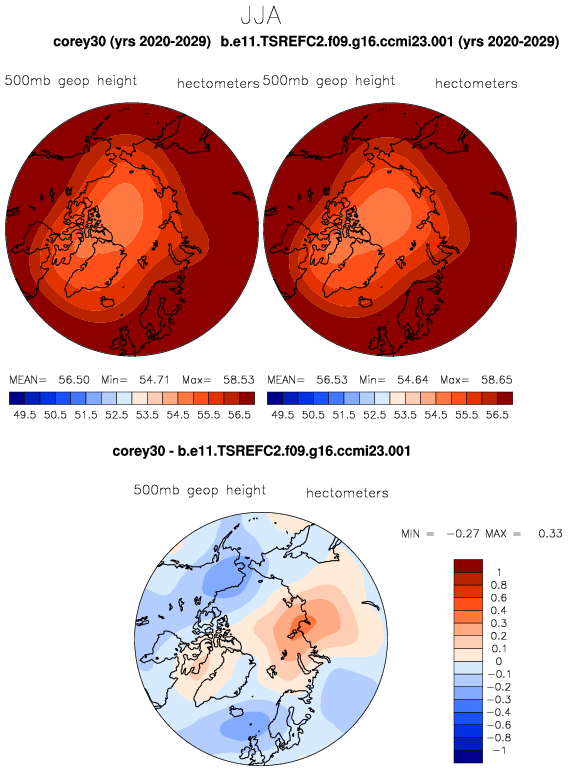 JJA
corey30 (yrs 2020-2029) b.e11.TSREFC2.f09.g16.ccmi23.001 (yrs 2020-2029)
500mb geop height hectometers 500mb geop height hectometers
MEAN= 56.50 Min= 54.71 Max= 58.53 MEAN= 56.53 Min= 54.64 Max= 58.65
49.5 50.5 51.5 52.5 53.5 54.5 55.5 56.5 49.5 50.5 51.5 52.5 53.5 54.5 55.5 56.5
corey30 - b.e11.TSREFC2.f09.g16.ccmi23.001
500mb geop height hectometers
MIN = -0.27 MAX = 0.33
1
0.8
0.6
0.4
0.3
0.2
0.1
0
-0.1
-0.2
-0.3
-0.4
-0.6
-0.8
-1